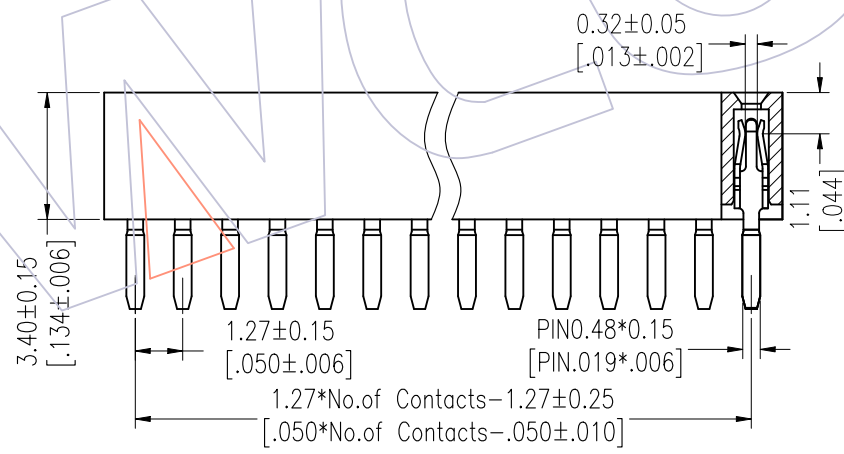 0.32±0.05
[.013±.002]
1.11
[.044]
3.40±0.15
[.134±.006]
1.27±0.15
[.050±.006]
PIN0.48*0.15
[PIN.019*.006]
1.27*No.of Contacts-1.27±0.25
[.050*No.of Contacts-.050±.010]